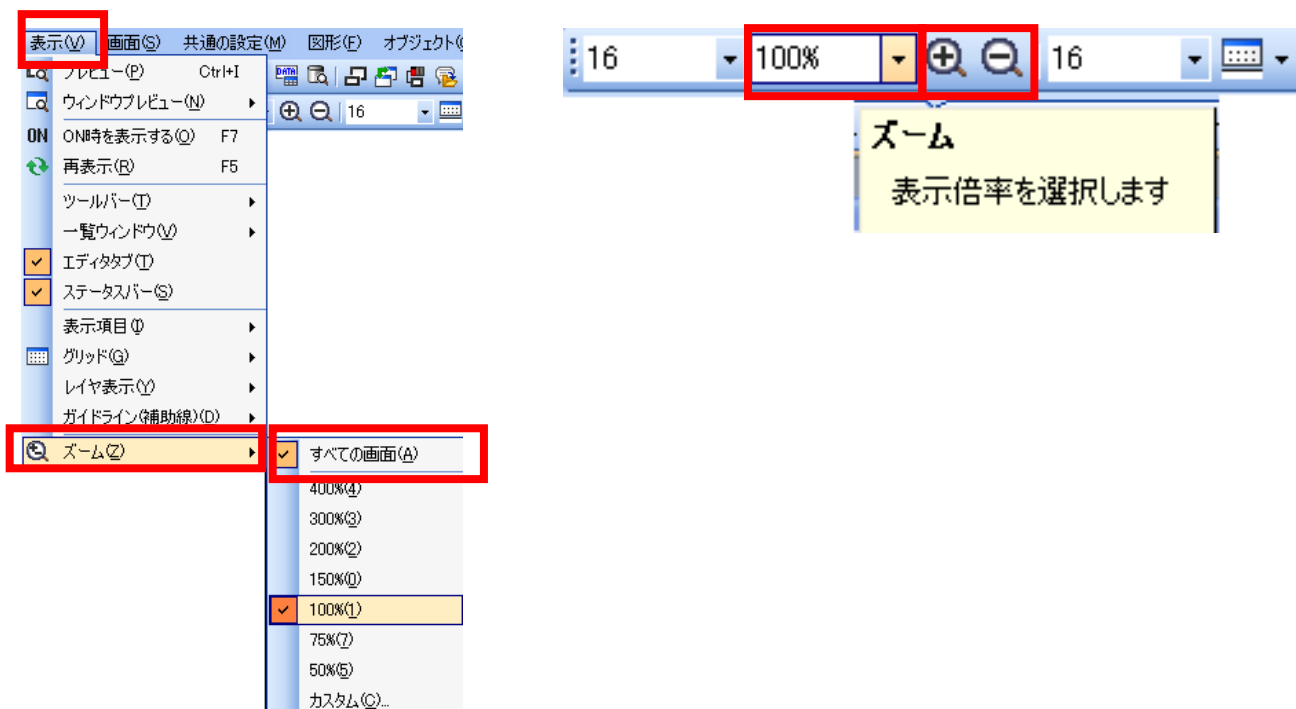 表示(V) 画面(S) 共通の設定(M) 図形(F) オブジェクト(
プレビュー(P) Ctrl+I
ウィンドウプレビュー(N)
ON ON時を表示する(O) F7
再表示(R) F5
ツールバー(T)
一覧ウィンドウ(V)
エディタタブ(T)
ステータスバー(S)
表示項目(I)
グリッド(G)
レイヤ表示(Y)
ガイドライン(補助線)(D)
ズーム(Z)
DATA
16
すべての画面(A)
400%(4)
300%(3)
200%(2)
150%(0)
100%(1)
75%(7)
50%(5)
カスタム(C)...
16 100% 16
ズーム
表示倍率を選択します